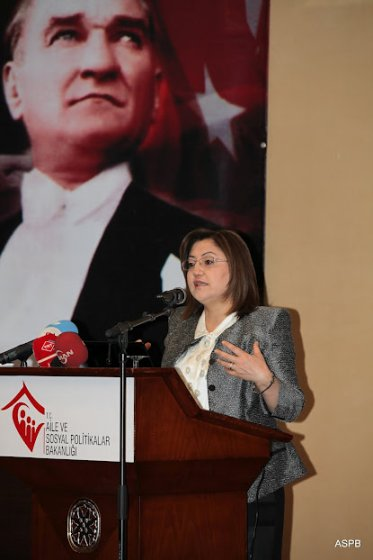 T.C.
AİLE VE
SOSYAL POLİTİKALAR
BAKANLIĞI
ASPB